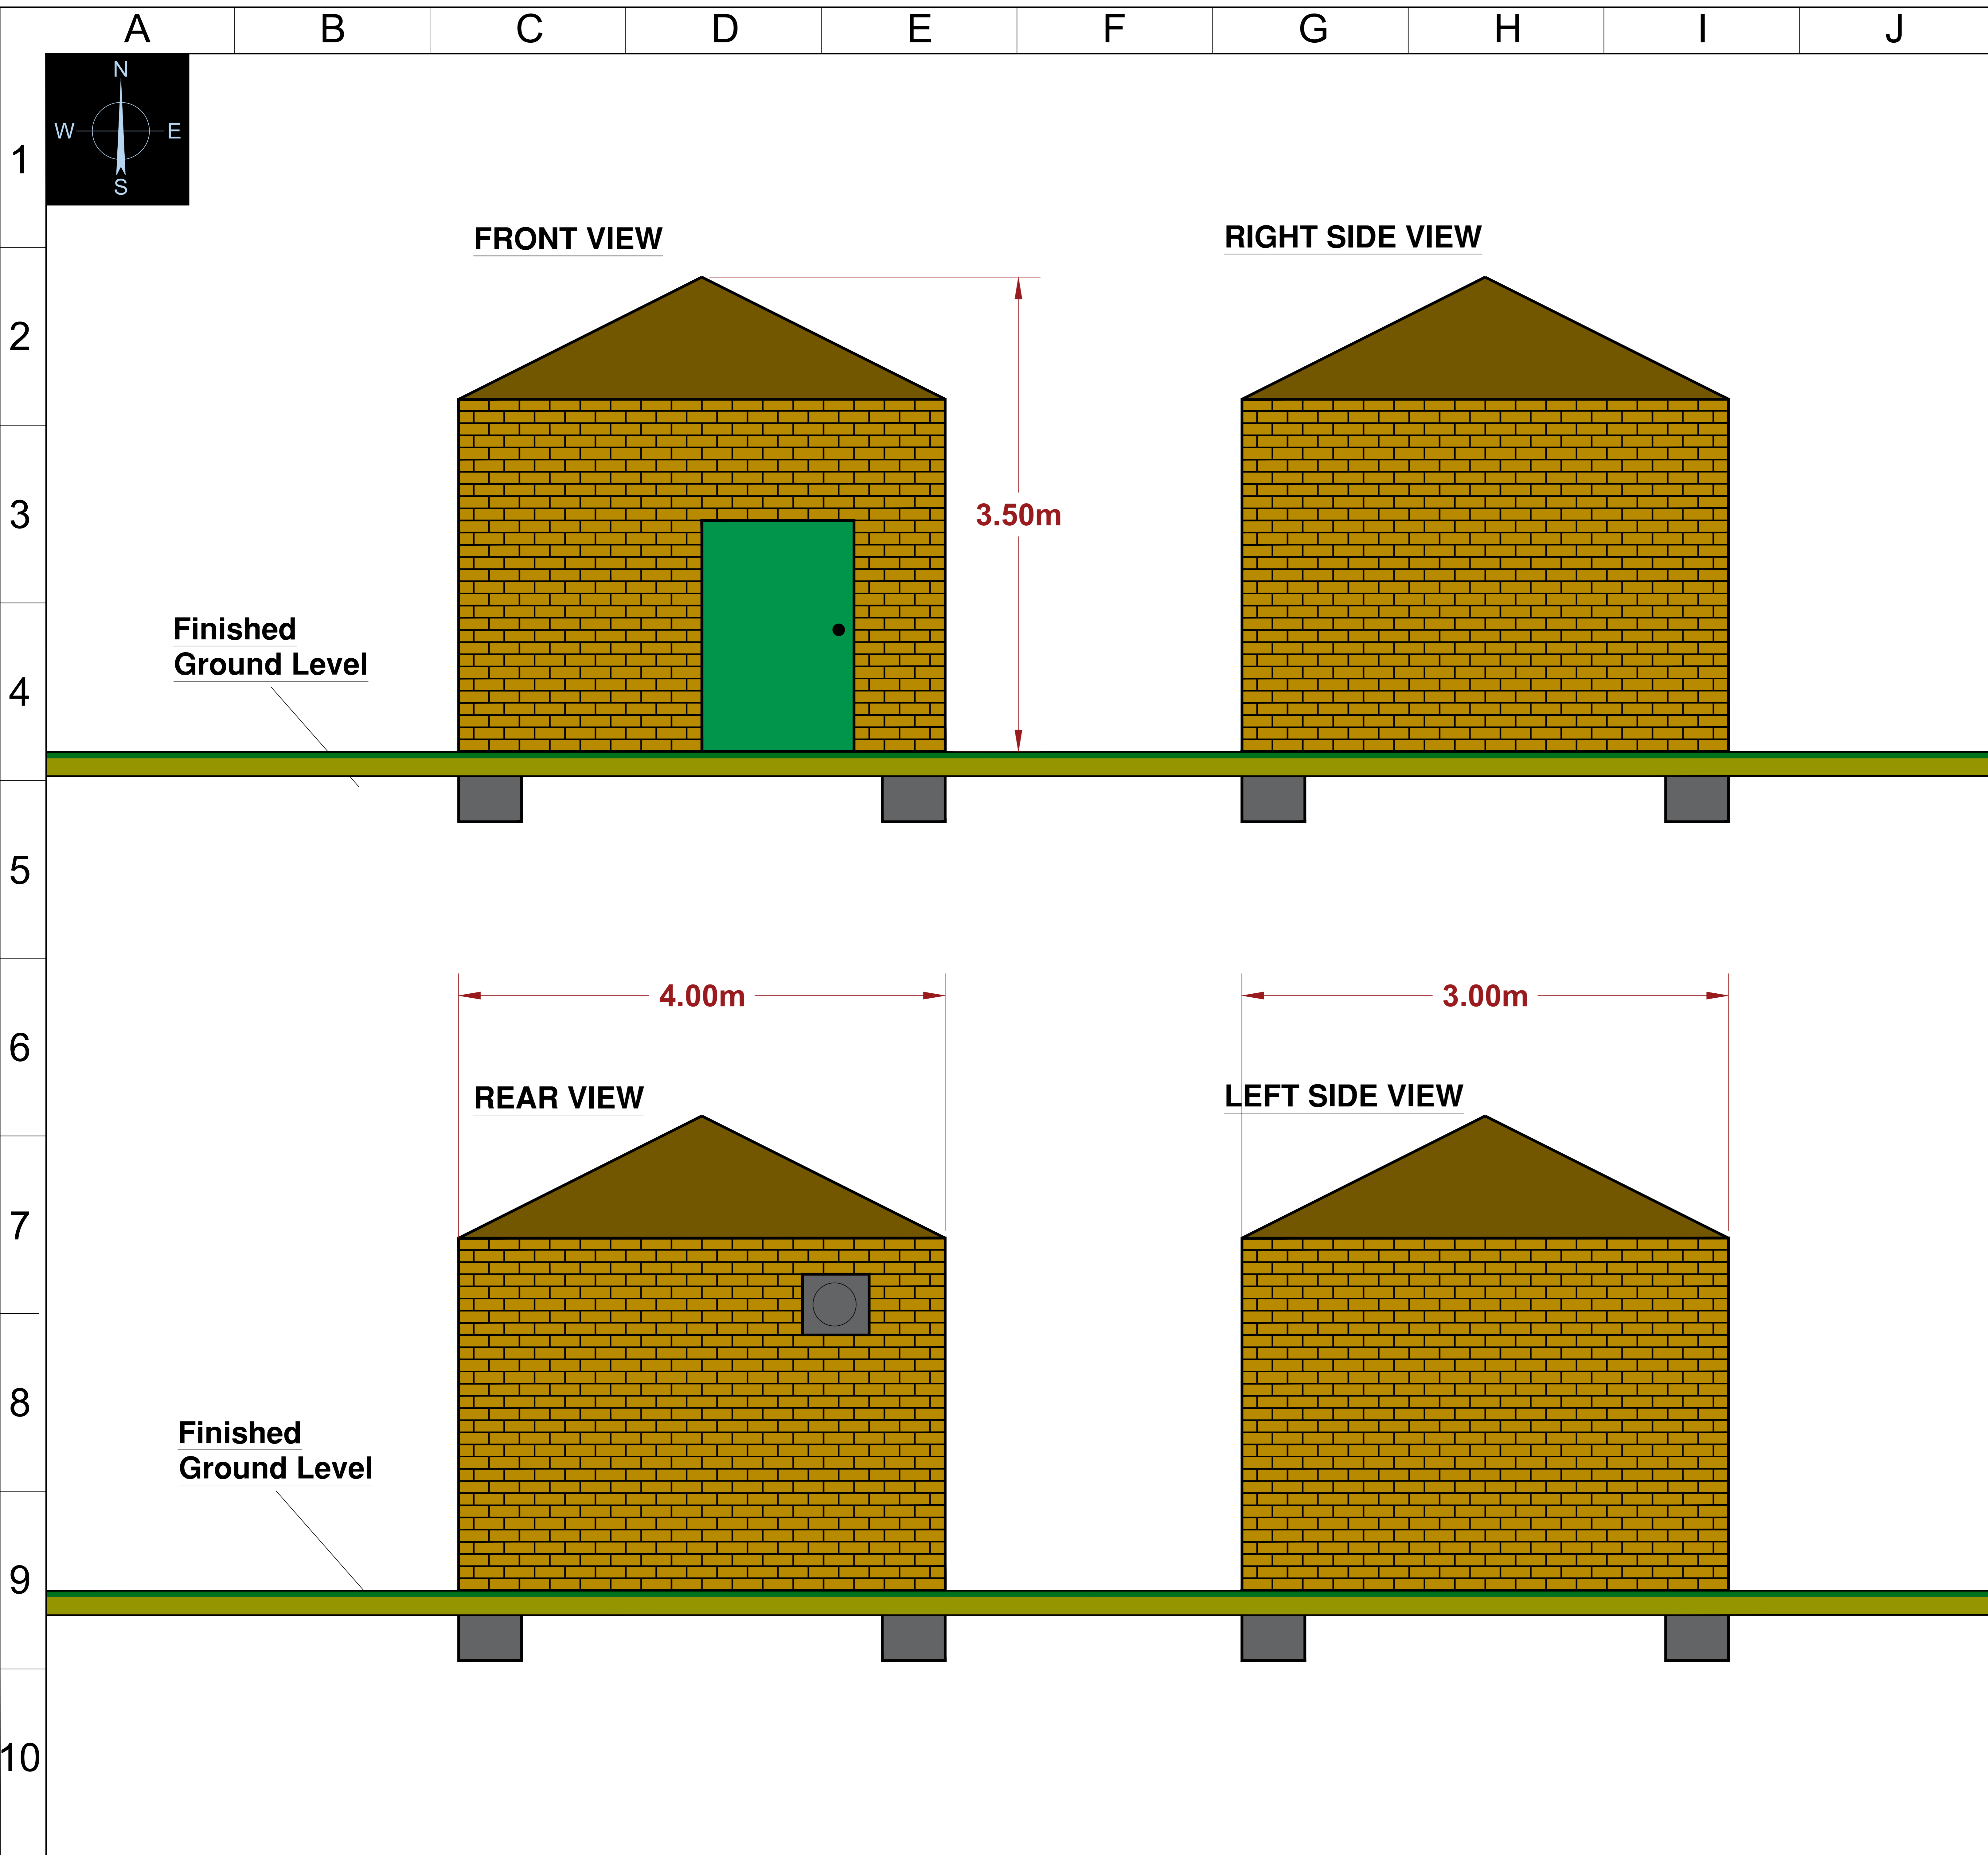 A B C D E F G H I J
N
W E
S
1
FRONT VIEW
RIGHT SIDE VIEW
2
3
3.50m
Finished
Ground Level
4
5
4.00m
3.00m
6
REAR VIEW
LEFT SIDE VIEW
7
8
Finished
Ground Level
9
10